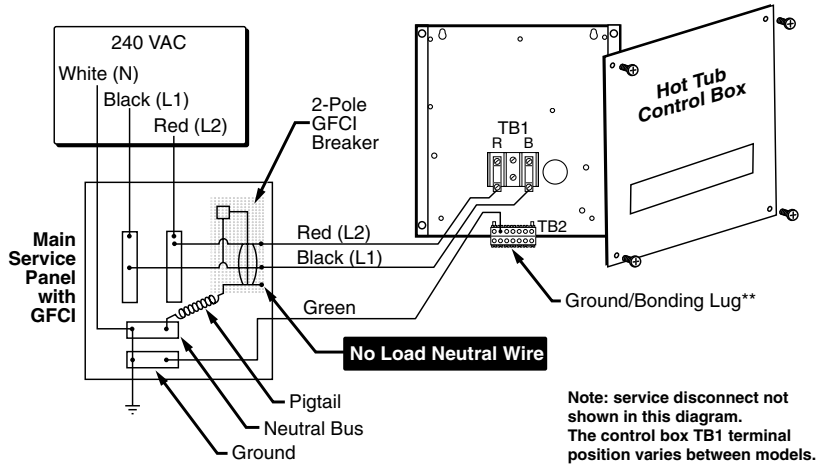 240 VAC
White (N)
Black (L1)
Red (L2)
2-Pole
GFCI
Breaker
Hot Tub
Control Box
TB1
R B
TB2
Main
Service
Panel
with
GFCI
Red (L2)
Black (L1)
Green
Ground/Bonding Lug**
No Load Neutral Wire
Pigtail
Neutral Bus
Ground
Note: service disconnect not
shown in this diagram.
The control box TB1 terminal
position varies between models.